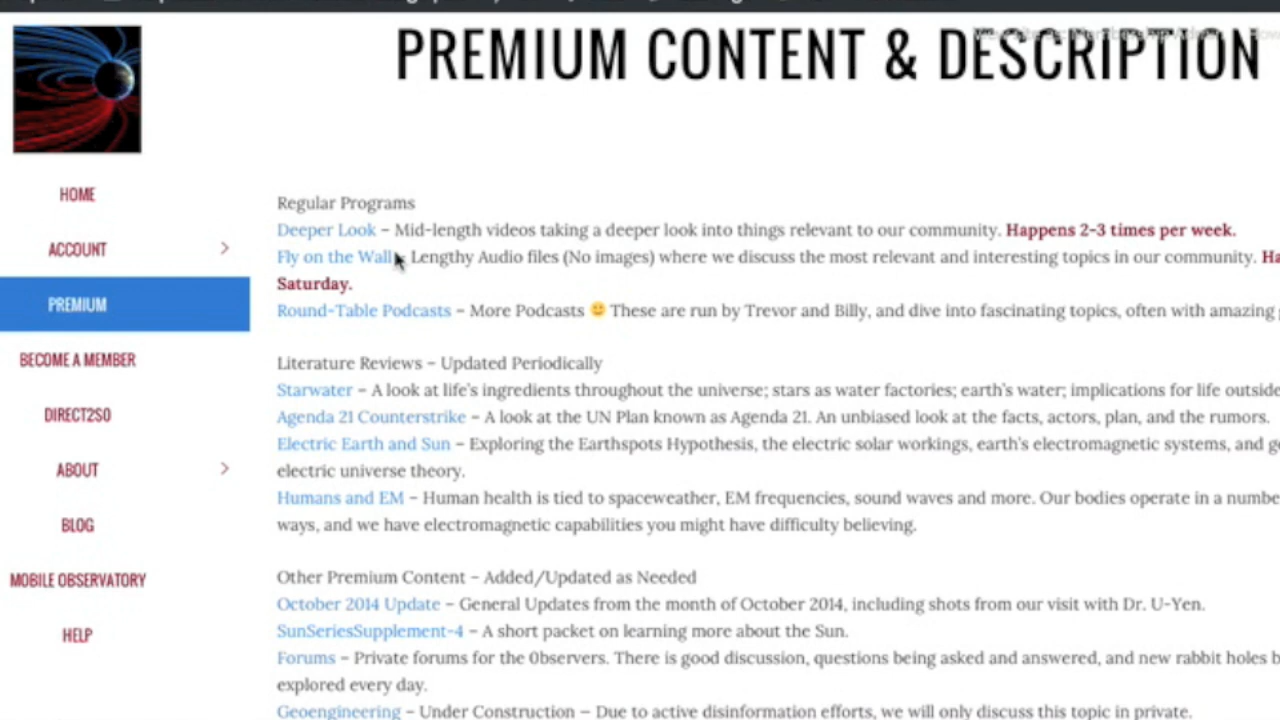 PREMIUM CONTENT & DESCRIPTION
HOME
ACCOUNT
PREMIUM
BECOME A MEMBER
DIRECT2SO
ABOUT
BLOG
MOBILE OBSERVATORY
HELP
Regular Programs
Deeper Look – Mid-length videos taking a deeper look into things relevant to our community. Happens 2-3 times per week.
Fly on the Wall – Lengthy Audio files (No images) where we discuss the most relevant and interesting topics in our community. Ha
Saturday.
Round-Table Podcasts – More Podcasts 🙂 These are run by Trevor and Billy, and dive into fascinating topics, often with amazing
Literature Reviews – Updated Periodically
Starwater – A look at life's ingredients throughout the universe; stars as water factories; earth's water; implications for life outside
Agenda 21 Counterstrike – A look at the UN Plan known as Agenda 21. An unbiased look at the facts, actors, plan, and the rumors.
Electric Earth and Sun – Exploring the Earthspots Hypothesis, the electric solar workings, earth's electromagnetic systems, and ge
electric universe theory.
Humans and EM – Human health is tied to spaceweather, EM frequencies, sound waves and more. Our bodies operate in a numbe
ways, and we have electromagnetic capabilities you might have difficulty believing.
Other Premium Content – Added/Updated as Needed
October 2014 Update – General Updates from the month of October 2014, including shots from our visit with Dr. U-Yen.
SunSeriesSupplement-4 – A short packet on learning more about the Sun.
Forums – Private forums for the 0bservers. There is good discussion, questions being asked and answered, and new rabbit holes b
explored every day.
Geoengineering – Under Construction – Due to active disinformation efforts, we will only discuss this topic in private.